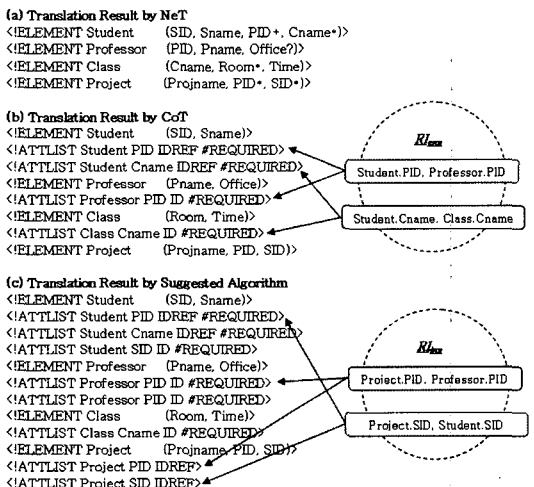 (a) Translation Result by NeT
<!ELEMENT Student (SID, Sname, PID+, Cname*)>
<!ELEMENT Professor (PID, Pname, Office?)>
<!ELEMENT Class (Cname, Room*, Time)>
<!ELEMENT Project (Projname, PID*, SID*)>
(b) Translation Result by CoT
<!ELEMENT Student (SID, Sname)>
<!ATTLIST Student PID IDREF #REQUIRED>
<!ATTLIST Student Cname IDREF #REQUIRED>
<!ELEMENT Professor (Pname, Office)>
<!ATTLIST Professor PID ID #REQUIRED>
<!ELEMENT Class (Room, Time)>
<!ATTLIST Class Cname ID #REQUIRED>
<!ELEMENT Project (Projname, PID, SID)>
Student.PID, Professor.PID
Student.Cname. Class.Cname
(c) Translation Result by Suggested Algorithm
<!ELEMENT Student (SID, Sname)>
<!ATTLIST Student PID IDREF #REQUIRED>
<!ATTLIST Student Cname IDREF #REQUIRED>
<!ATTLIST Student SID ID #REQUIRED>
<!ELEMENT Professor (Pname, Office)>
<!ATTLIST Professor PID ID #REQUIRED>
<!ATTLIST Professor PID ID #REQUIRED>
<!ELEMENT Class (Room, Time)>
<!ATTLIST Class Cname ID #REQUIRED>
<!ELEMENT Project (Projname, PID, SID)>
<!ATTLIST Project PID IDREF>
<!ATTLIST Project SID IDREF>
Project.PID, Professor.PID
Project.SID, Student.SID